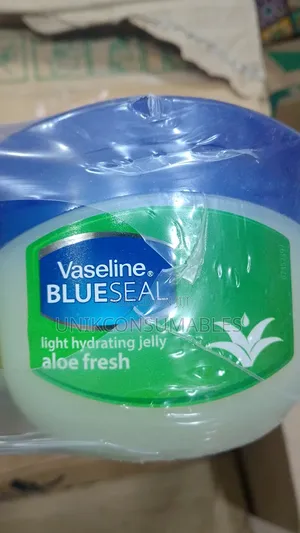 Vaseline®
BLUESEAL
UNIKCONSUMABLES
light hydrating jelly
aloe fresh